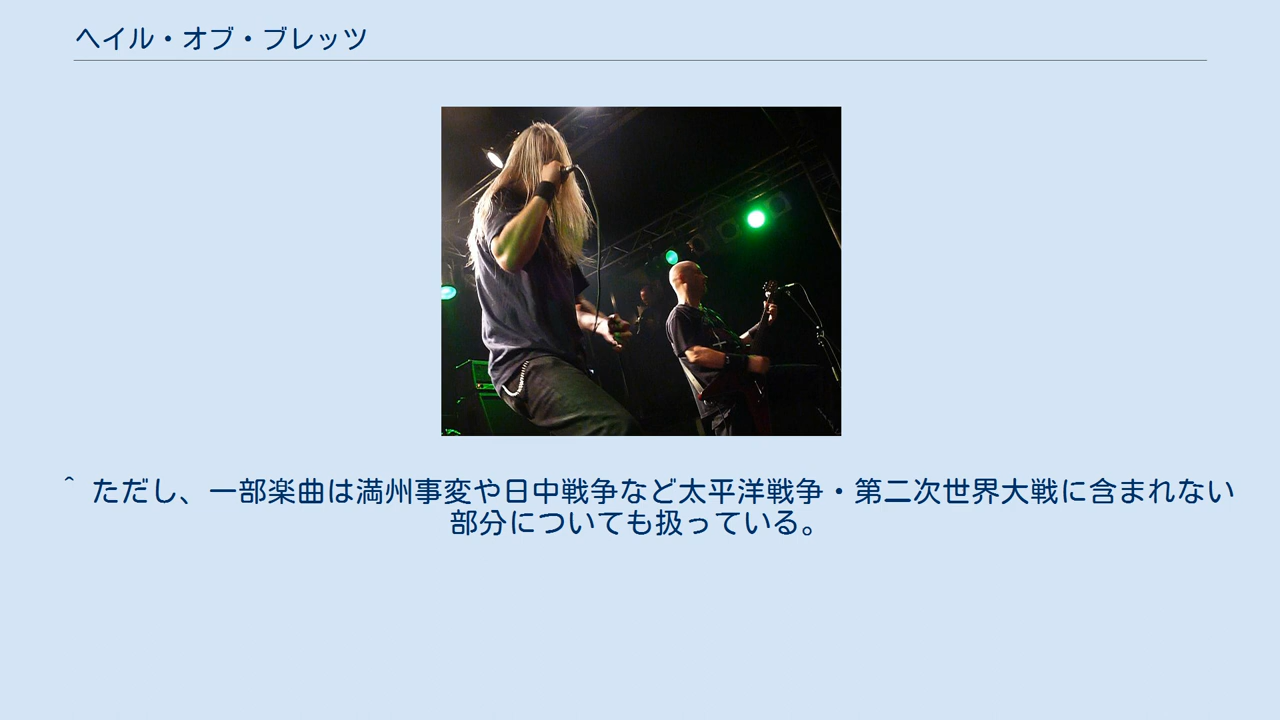 ヘイル・オブ・ブレッツ
^ ただし、一部楽曲は満州事変や日中戦争など太平洋戦争・第二次世界大戦に含まれない
部分についても扱っている。